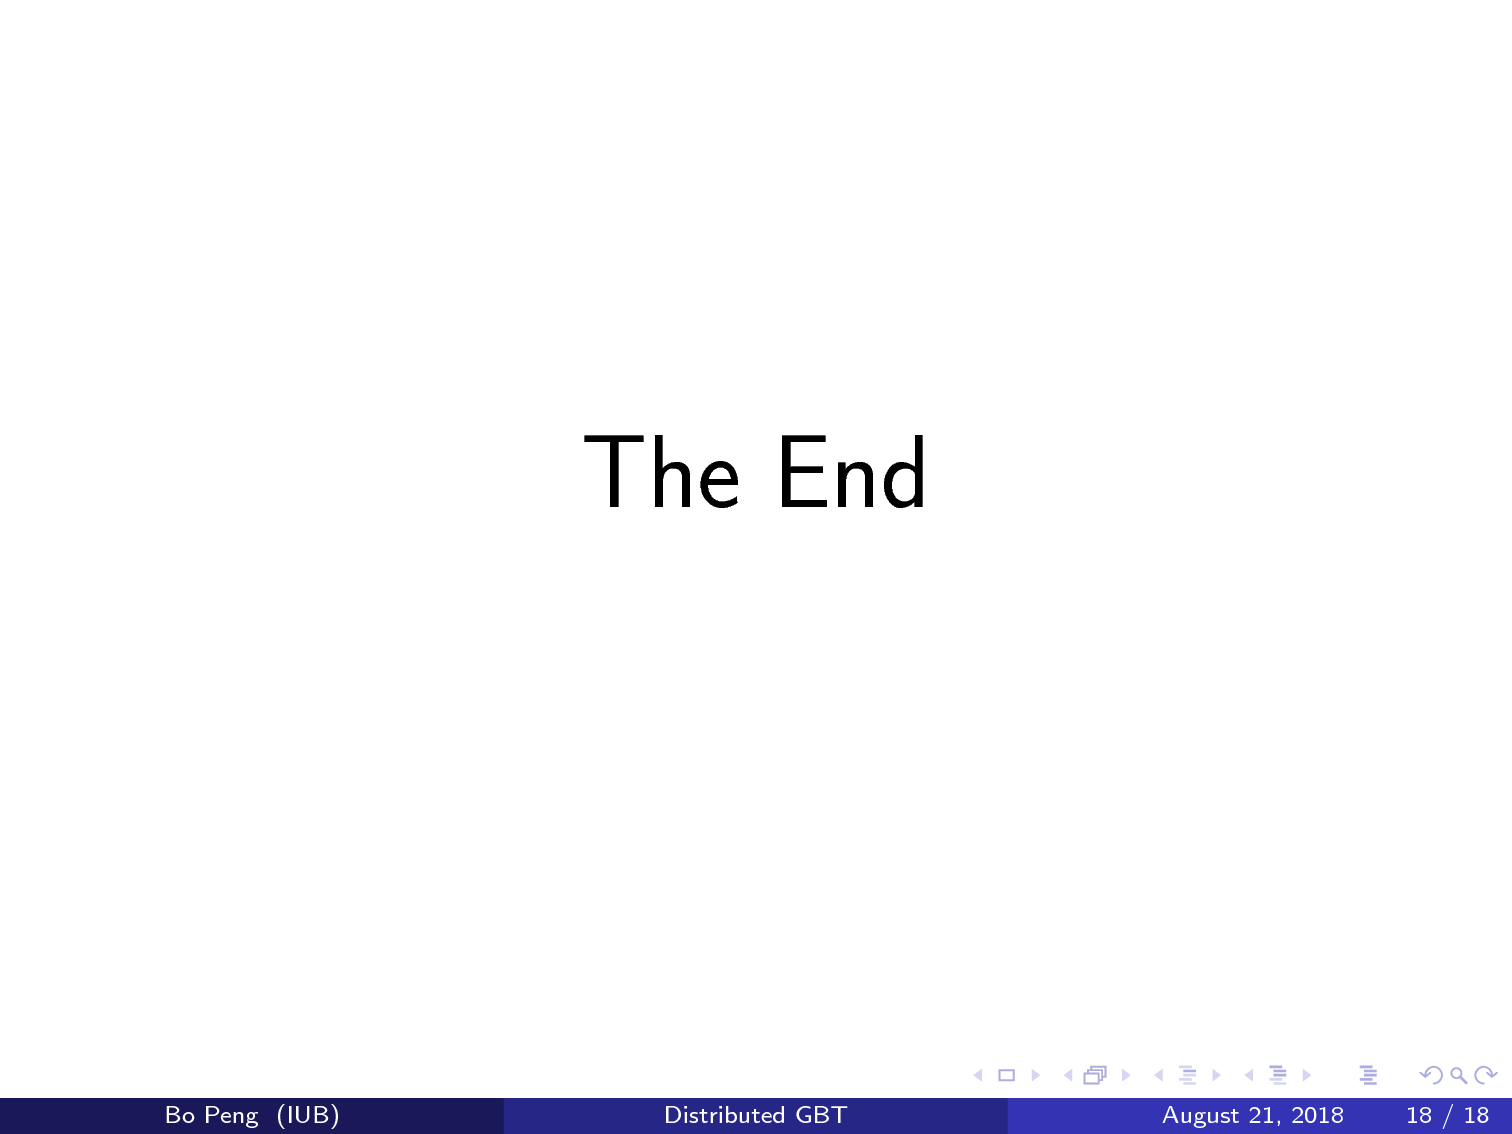 The End
Bo Peng (IUB) Distributed GBT August 21, 2018 18 / 18